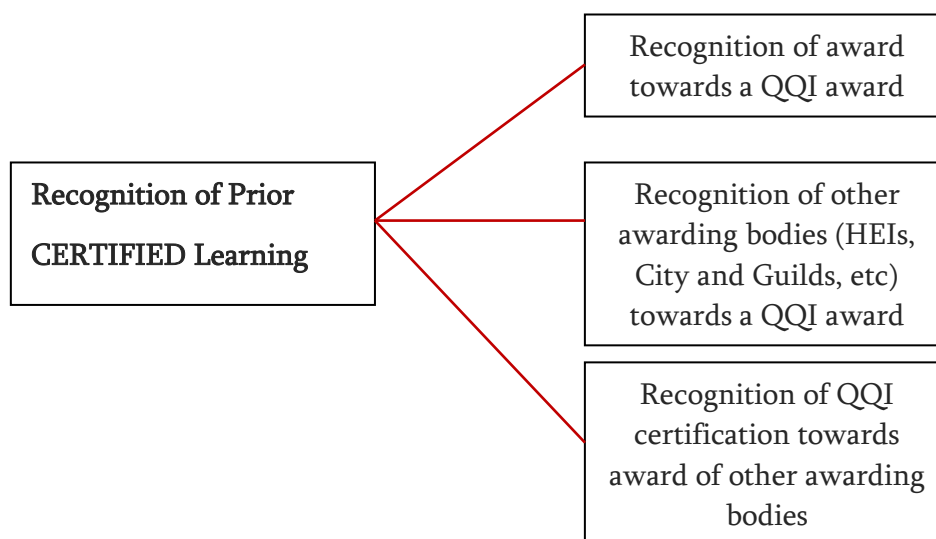 Recognition of award
towards a QQI award
Recognition of Prior
CERTIFIED Learning
Recognition of other
awarding bodies (HEIs,
City and Guilds, etc)
towards a QQI award
Recognition of QQI
certification towards
award of other awarding
bodies